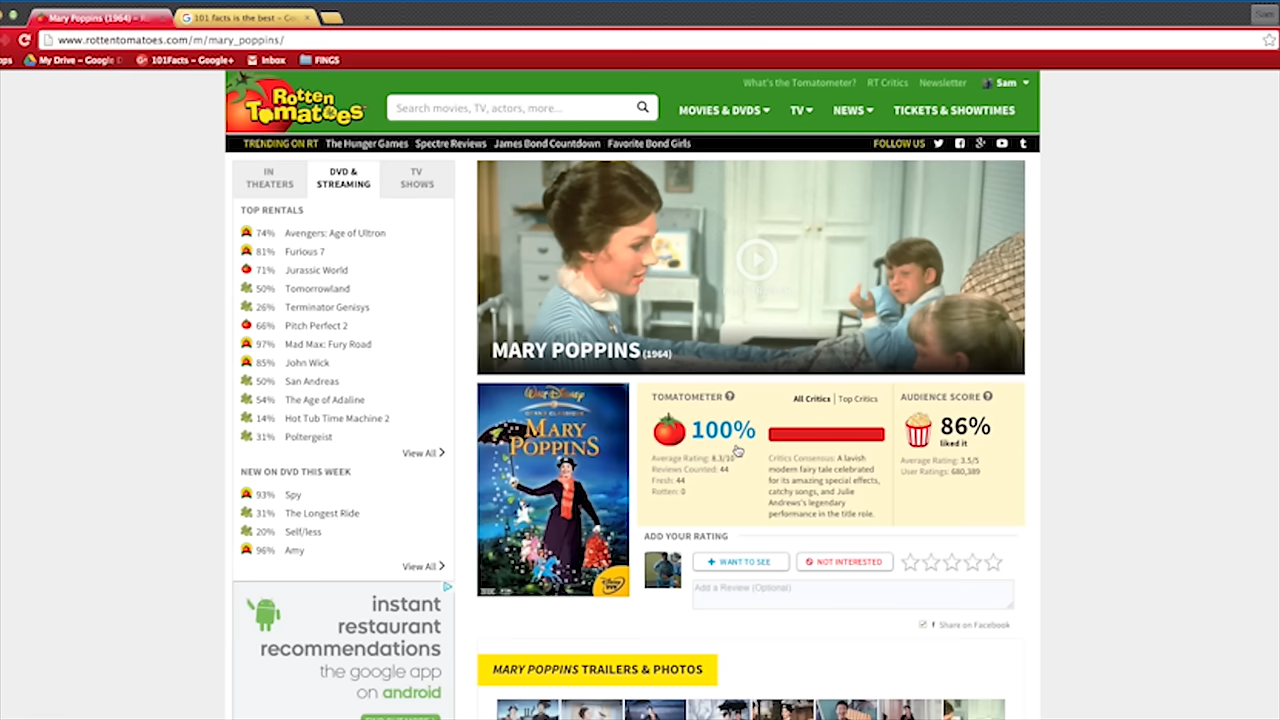 Mary Poppins (1964) –
101 facts is the best – Go
Sam
www.rottentomatoes.com/m/mary_poppins/
ps My Drive – Google D 101Facts – Google+ Inbox FINGS
What's the Tomatometer? RT Critics Newsletter Sam
Rotten
Tomatoes
Search movies, TV, actors, more...
MOVIES & DVDS TV NEWS TICKETS & SHOWTIMES
TRENDING ON RT The Hunger Games Spectre Reviews James Bond Countdown Favorite Bond Girls FOLLOW US
IN THEATERS
DVD & STREAMING
TV SHOWS
TOP RENTALS
74% Avengers: Age of Ultron
81% Furious 7
71% Jurassic World
50% Tomorrowland
26% Terminator Genisys
66% Pitch Perfect 2
97% Mad Max: Fury Road
85% John Wick
50% San Andreas
54% The Age of Adaline
14% Hot Tub Time Machine 2
31% Poltergeist
View All
NEW ON DVD THIS WEEK
93% Spy
31% The Longest Ride
20% Self/less
96% Amy
View All
instant
restaurant
recommendations
the google app
on android
MARY POPPINS (1964)
Walt Disney
MARY
POPPINS
Disney
DVD
TOMATOMETER
All Critics | Top Critics
100%
Average Rating: 8.3/10
Reviews Counted: 44
Fresh: 44
Rotten: 0
Critics Consensus: A lavish
modern fairy tale celebrated
for its amazing special effects,
catchy songs, and Julie
Andrews's legendary
performance in the title role.
AUDIENCE SCORE
86%
liked it
Average Rating: 3.5/5
User Ratings: 680,389
ADD YOUR RATING
WANT TO SEE
NOT INTERESTED
Add a Review (Optional)
Share on Facebook
MARY POPPINS TRAILERS & PHOTOS